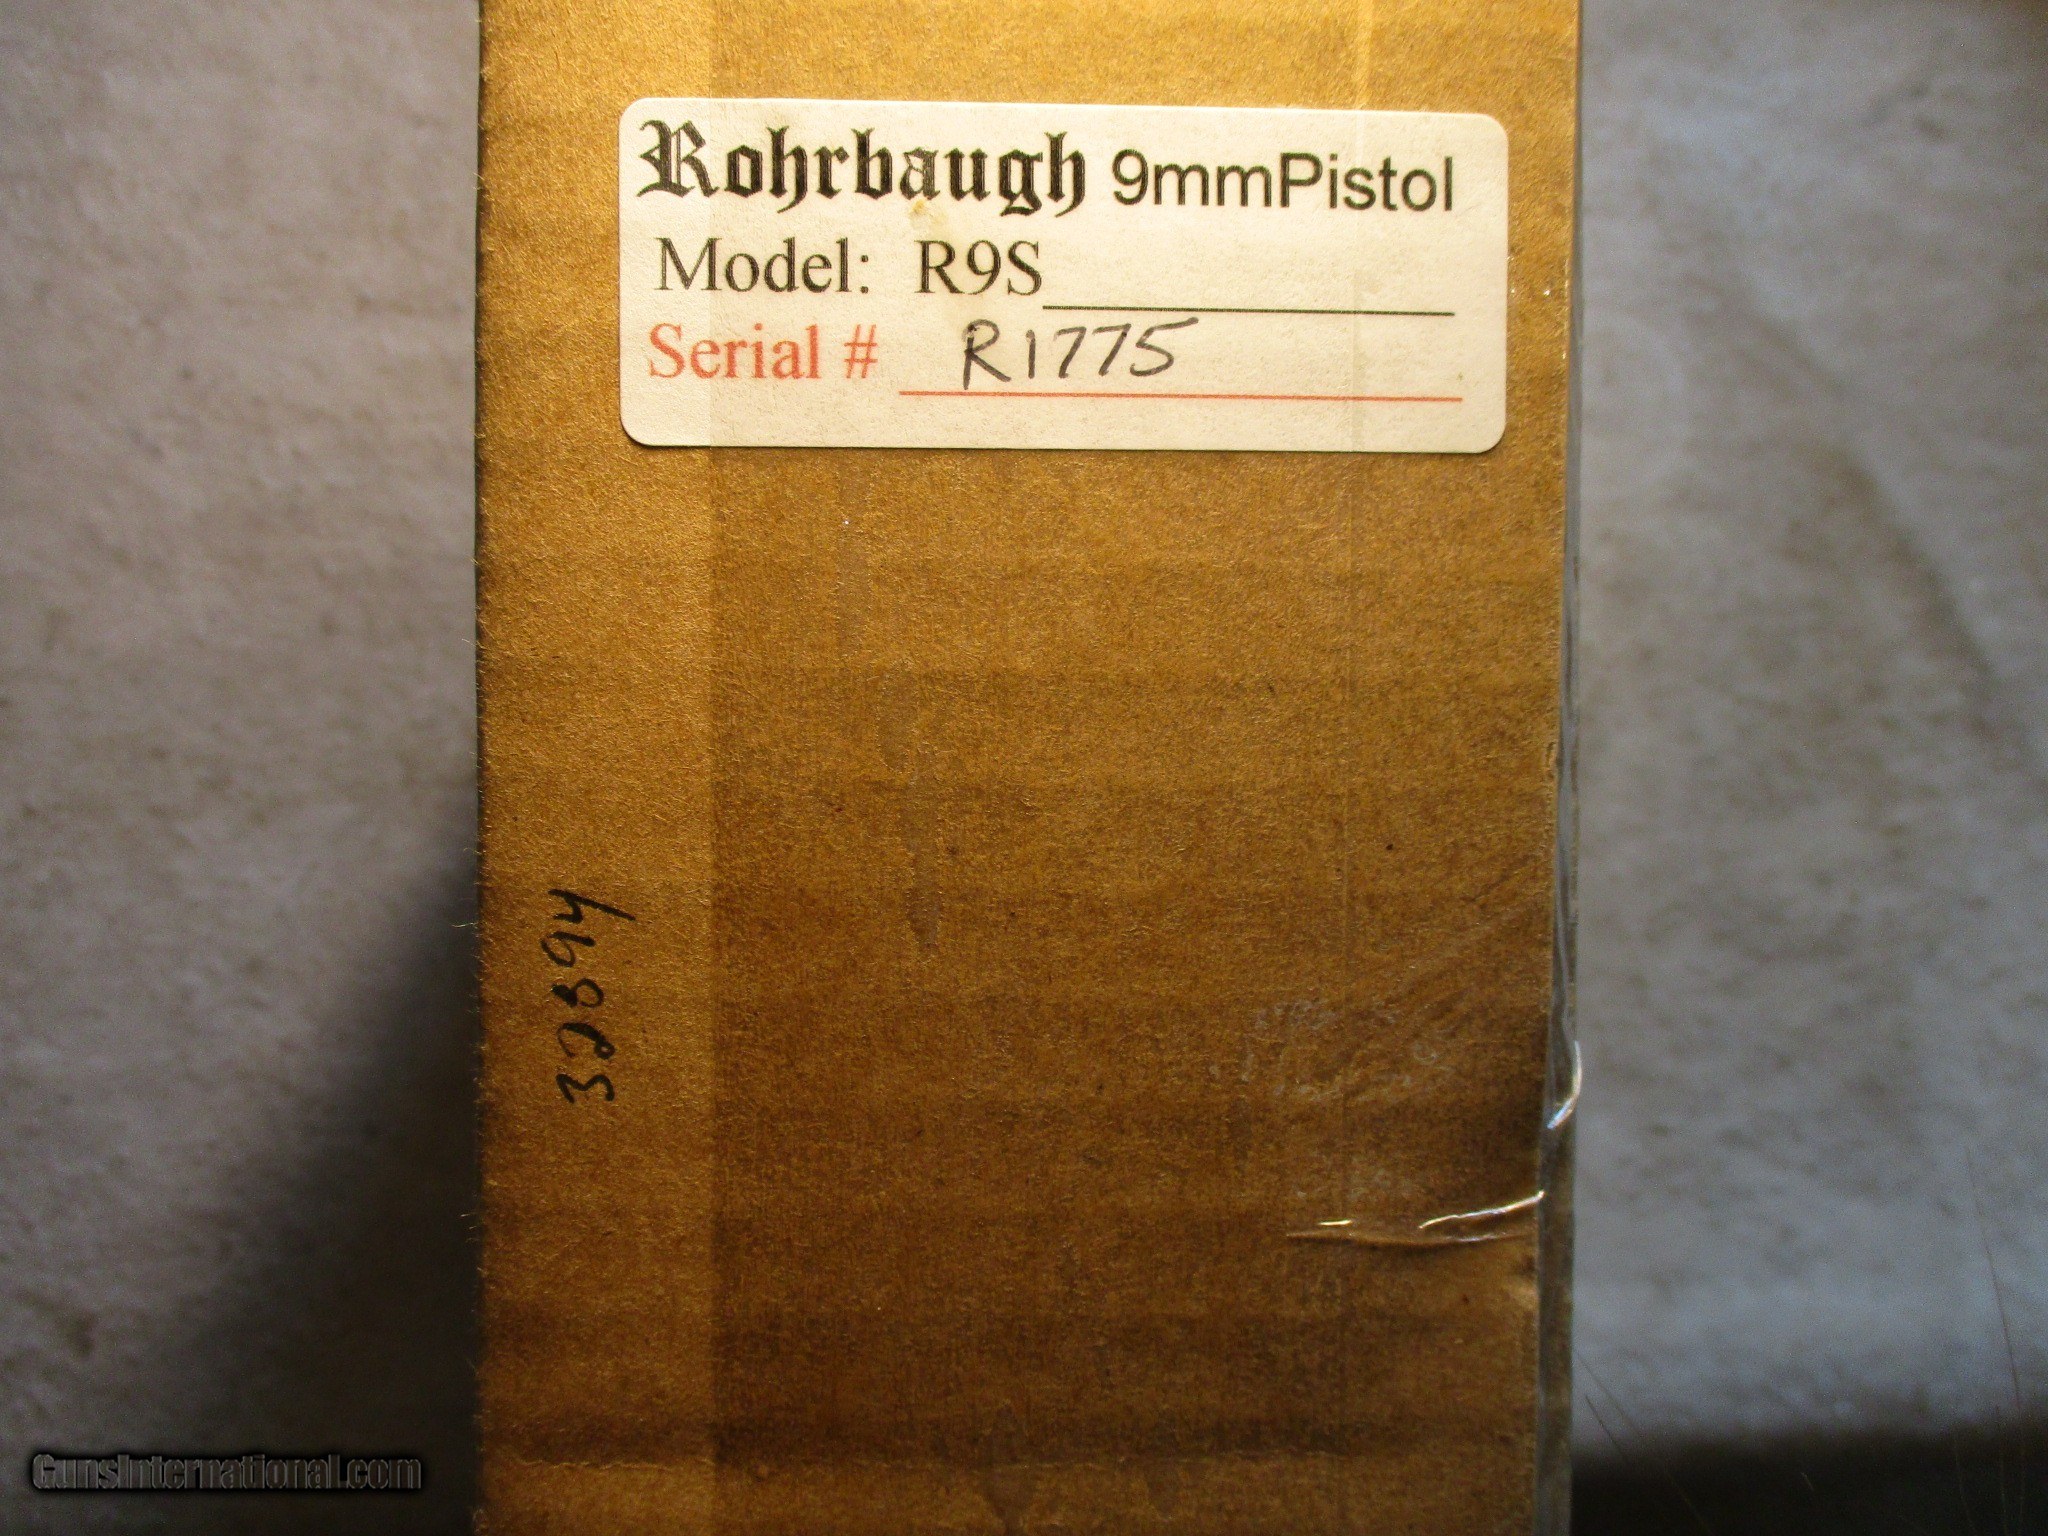 Rohrbaugh 9mmPistol
Model: R9S
Serial # R1775
32894
GunsInternational.com